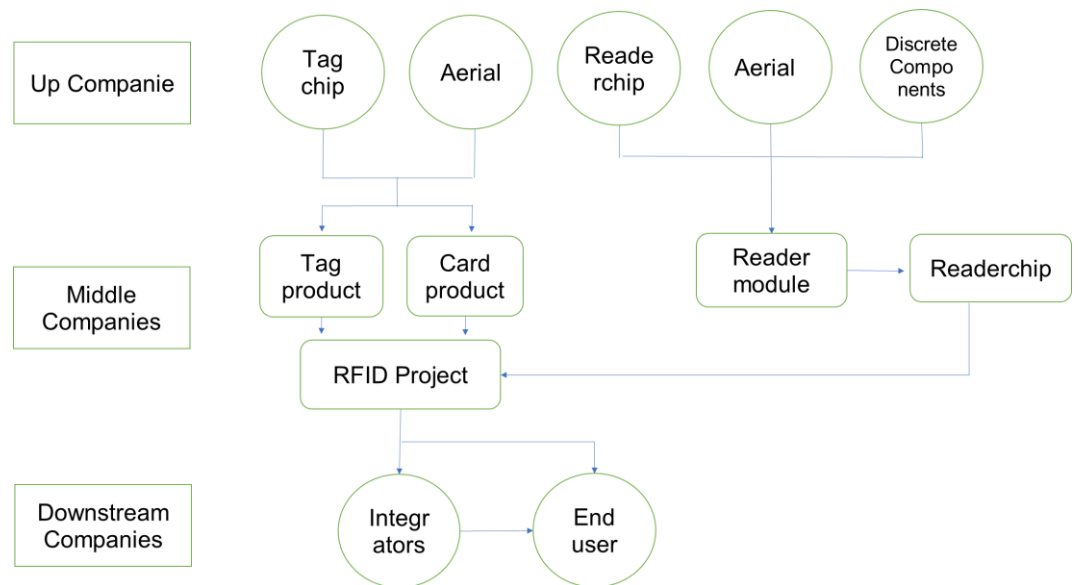 Up Companie
Tag
chip
Aerial
Reade
rchip
Aerial
Discrete
Compo
nents
Middle
Companies
Tag
product
Card
product
Reader
module
Readerchip
RFID Project
Downstream
Companies
Integr
ators
End
user